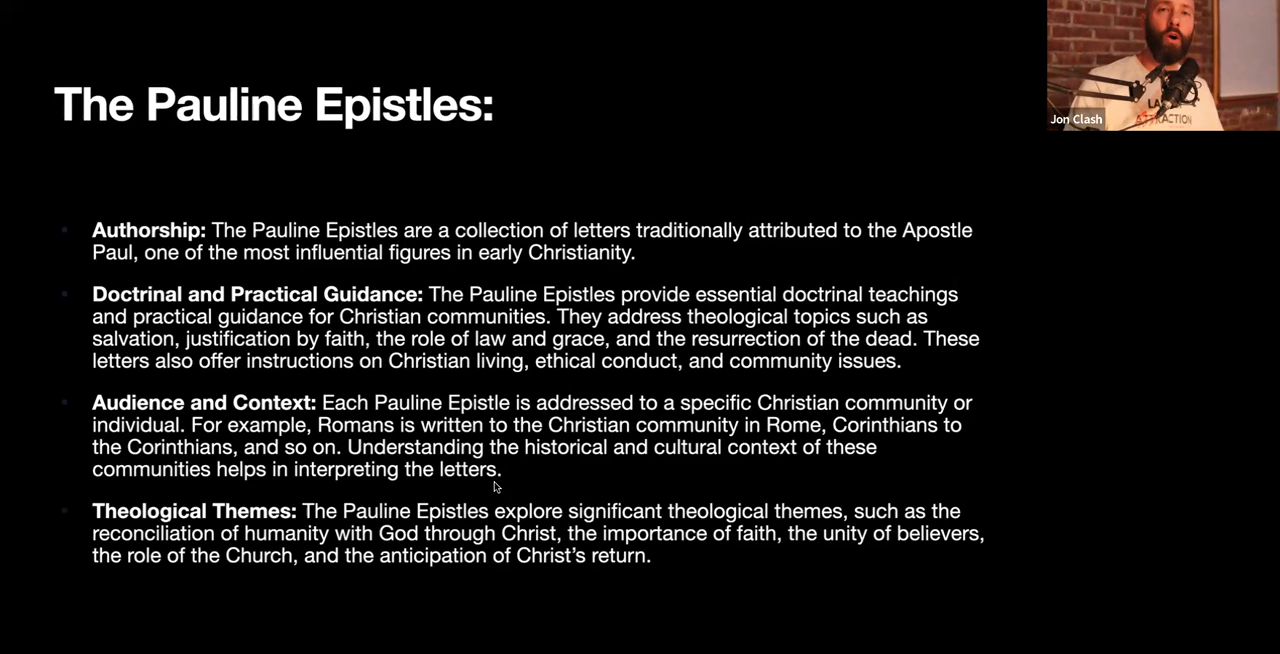 The Pauline Epistles:
Jon Clash
LA
ATTRACTION
Authorship: The Pauline Epistles are a collection of letters traditionally attributed to the Apostle
Paul, one of the most influential figures in early Christianity.
Doctrinal and Practical Guidance: The Pauline Epistles provide essential doctrinal teachings
and practical guidance for Christian communities. They address theological topics such as
salvation, justification by faith, the role of law and grace, and the resurrection of the dead. These
letters also offer instructions on Christian living, ethical conduct, and community issues.
Audience and Context: Each Pauline Epistle is addressed to a specific Christian community or
individual. For example, Romans is written to the Christian community in Rome, Corinthians to
the Corinthians, and so on. Understanding the historical and cultural context of these
communities helps in interpreting the letters.
Theological Themes: The Pauline Epistles explore significant theological themes, such as the
reconciliation of humanity with God through Christ, the importance of faith, the unity of believers,
the role of the Church, and the anticipation of Christ’s return.